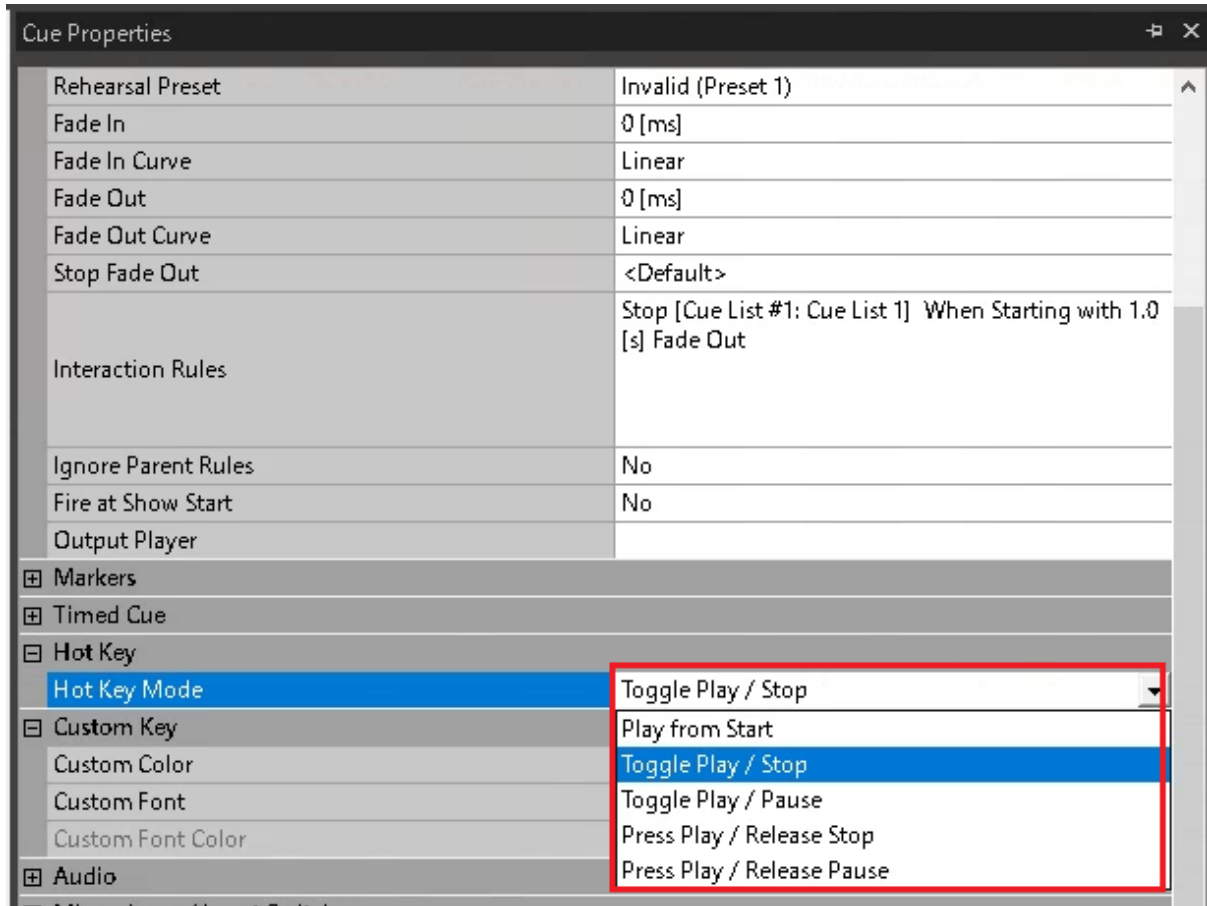 Cue Properties
Rehearsal Preset Invalid (Preset 1)
Fade In 0 [ms]
Fade In Curve Linear
Fade Out 0 [ms]
Fade Out Curve Linear
Stop Fade Out <Default>
Interaction Rules Stop [Cue List #1: Cue List 1] When Starting with 1.0
[s] Fade Out
Ignore Parent Rules No
Fire at Show Start No
Output Player
Markers
Timed Cue
Hot Key
Hot Key Mode Toggle Play / Stop
Custom Key Play from Start
Custom Color Toggle Play / Stop
Custom Font Toggle Play / Pause
Custom Font Color Press Play / Release Stop
Audio Press Play / Release Pause